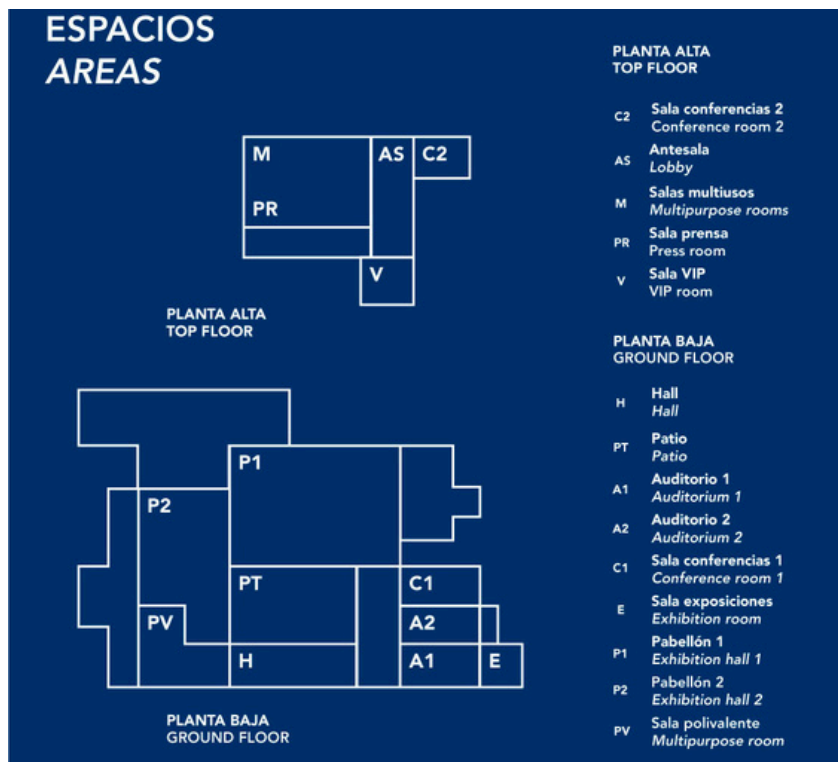 ESPACIOS
AREAS
M
AS
C2
PR
V
PLANTA ALTA
TOP FLOOR
P1
P2
PT
C1
PV
A2
H
A1
E
PLANTA BAJA
GROUND FLOOR
PLANTA ALTA
TOP FLOOR
C2 Sala conferencias 2
Conference room 2
AS Antesala
Lobby
M Salas multiusos
Multipurpose rooms
PR Sala prensa
Press room
V Sala VIP
VIP room
PLANTA BAJA
GROUND FLOOR
H Hall
Hall
PT Patio
Patio
A1 Auditorio 1
Auditorium 1
A2 Auditorio 2
Auditorium 2
C1 Sala conferencias 1
Conference room 1
E Sala exposiciones
Exhibition room
P1 Pabellón 1
Exhibition hall 1
P2 Pabellón 2
Exhibition hall 2
PV Sala polivalente
Multipurpose room